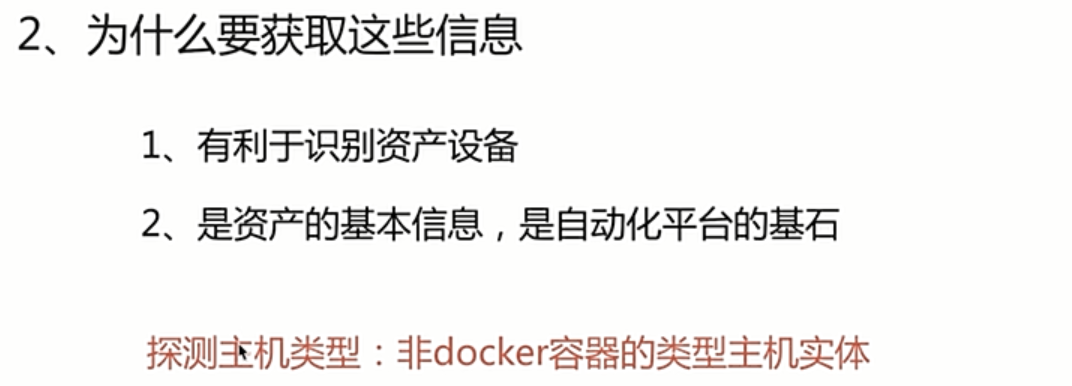 2、为什么要获取这些信息
1、有利于识别资产设备
2、是资产的基本信息，是自动化平台的基石
探测主机类型：非docker容器的类型主机实体